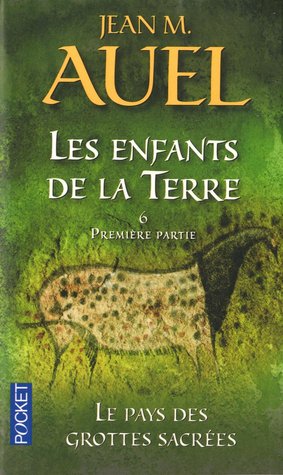 JEAN M.
AUEL
LES ENFANTS
DE LA TERRE
6
PREMIÈRE PARTIE
POCKET
LE PAYS DES
GROTTES SACRÉES